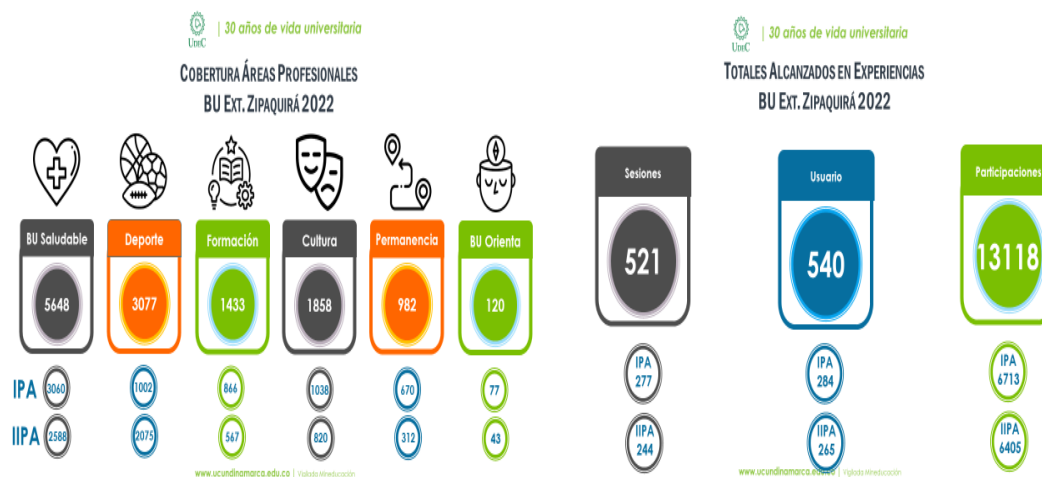 UDEC | 30 años de vida universitaria
COBERTURA ÁREAS PROFESIONALES
BU EXT. ZIPAQUIRÁ 2022
BU Saludable Deporte Formación Cultura Permanencia BU Orienta
5648 3077 1433 1858 982 120
IPA 3060 1002 866 1038 670 77
IIPA 2588 2075 567 820 312 43
www.ucundinamarca.edu.co | Vigilada Mineducación
UDEC | 30 años de vida universitaria
TOTALES ALCANZADOS EN EXPERIENCIAS
BU EXT. ZIPAQUIRÁ 2022
Sesiones Usuario Participaciones
521 540 13118
IPA IPA IPA
277 284 6713
IIPA IIPA IIPA
244 265 6405
www.ucundinamarca.edu.co | Vigilada Mineducación